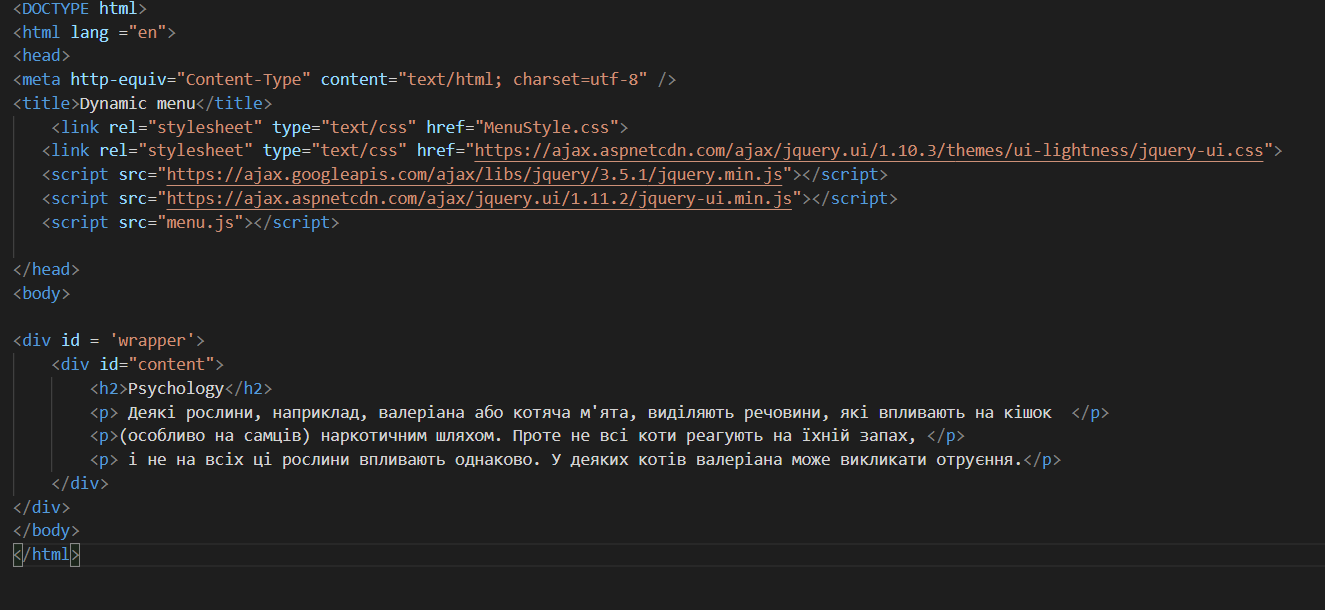 <DOCTYPE html>
<html lang ="en">
<head>
<meta http-equiv="Content-Type" content="text/html; charset=utf-8" />
<title>Dynamic menu</title>
    <link rel="stylesheet" type="text/css" href="MenuStyle.css">
   <link rel="stylesheet" type="text/css" href="https://ajax.aspnetcdn.com/ajax/jquery.ui/1.10.3/themes/ui-lightness/jquery-ui.css">
   <script src="https://ajax.googleapis.com/ajax/libs/jquery/3.5.1/jquery.min.js"></script>
   <script src="https://ajax.aspnetcdn.com/ajax/jquery.ui/1.11.2/jquery-ui.min.js"></script>
   <script src="menu.js"></script>
</head>
<body>
<div id = 'wrapper'>
    <div id="content">
        <h2>Psychology</h2>
        <p> Деякі рослини, наприклад, валеріана або котяча м'ята, виділяють речовини, які впливають на кішок  </p>
        <p>(особливо на самців) наркотичним шляхом. Проте не всі коти реагують на їхній запах, </p>
        <p> і не на всіх ці рослини впливають однаково. У деяких котів валеріана може викликати отруєння.</p>
    </div>
</div>
</body>
</html>